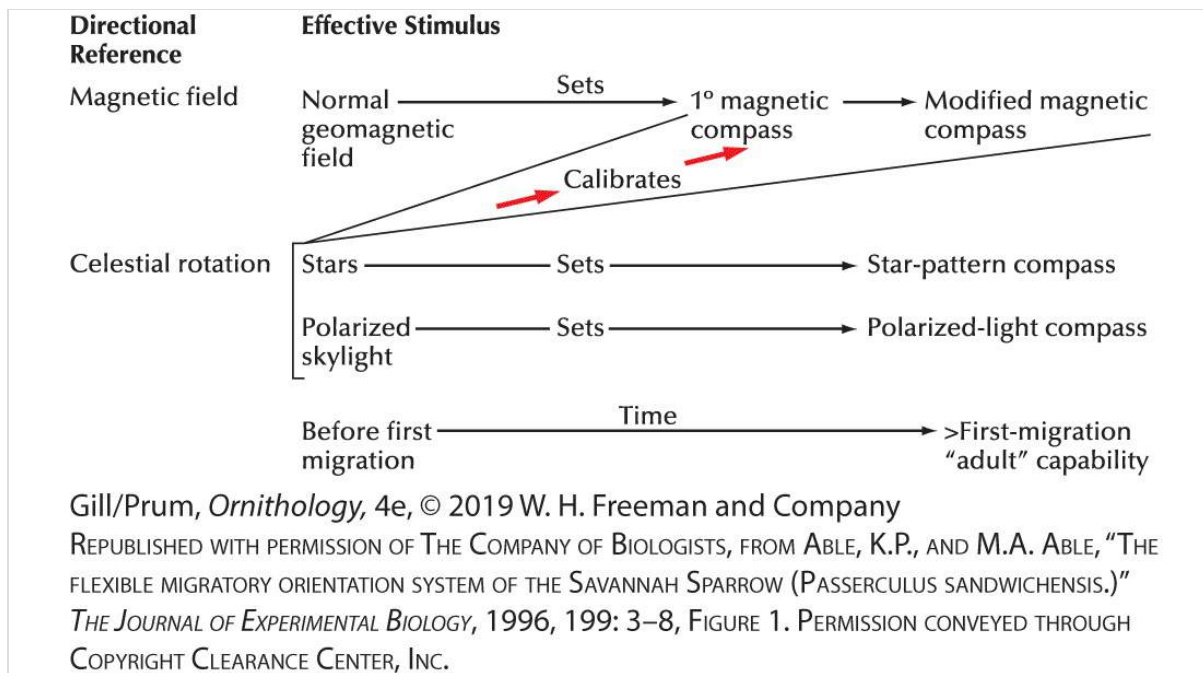 Directional Reference
Effective Stimulus
Magnetic field
Normal geomagnetic field
Sets
1º magnetic compass
Modified magnetic compass
Calibrates
Celestial rotation
Stars
Sets
Star-pattern compass
Polarized skylight
Sets
Polarized-light compass
Before first migration
Time
>First-migration "adult" capability
Gill/Prum, Ornithology, 4e, © 2019 W. H. Freeman and Company
REPUBLISHED WITH PERMISSION OF THE COMPANY OF BIOLOGISTS, FROM ABLE, K.P., AND M.A. ABLE, “THE
FLEXIBLE MIGRATORY ORIENTATION SYSTEM OF THE SAVANNAH SPARROW (PASSERCULUS SANDWICHENSIS.)”
THE JOURNAL OF EXPERIMENTAL BIOLOGY, 1996, 199: 3–8, FIGURE 1. PERMISSION CONVEYED THROUGH
COPYRIGHT CLEARANCE CENTER, INC.